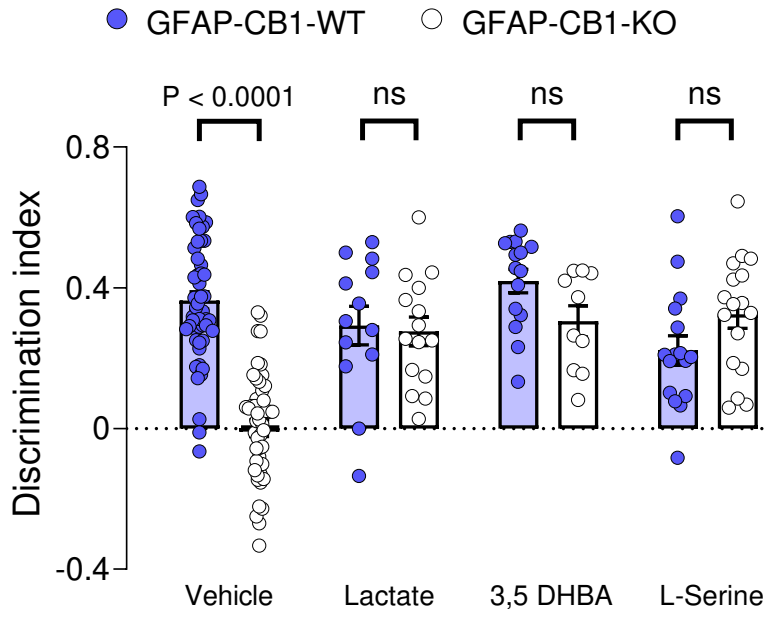 GFAP-CB1-WT GFAP-CB1-KO
P < 0.0001 ns ns ns
0.8
0.4
0
-0.4
Discrimination index
Vehicle Lactate 3,5 DHBA L-Serine